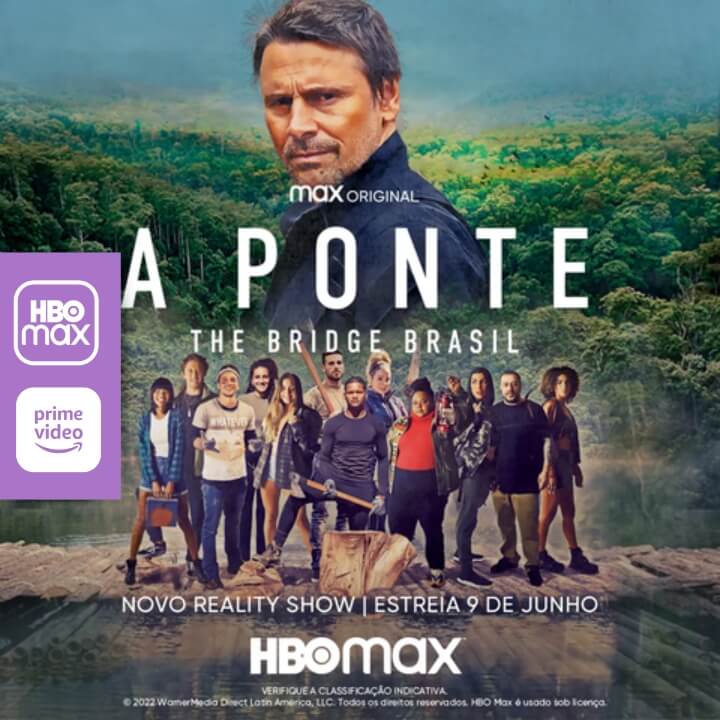 max ORIGINAL
A PONTE
THE BRIDGE BRASIL
HBO
max
prime
video
WHATEVER
NOVO REALITY SHOW | ESTREIA 9 DE JUNHO
HBOMAX
VERIFIQUE A CLASSIFICAÇÃO INDICATIVA.
© 2022 WarnerMedia Direct Latin America, LLC. Todos os direitos reservados. HBO Max é usado sob licença.